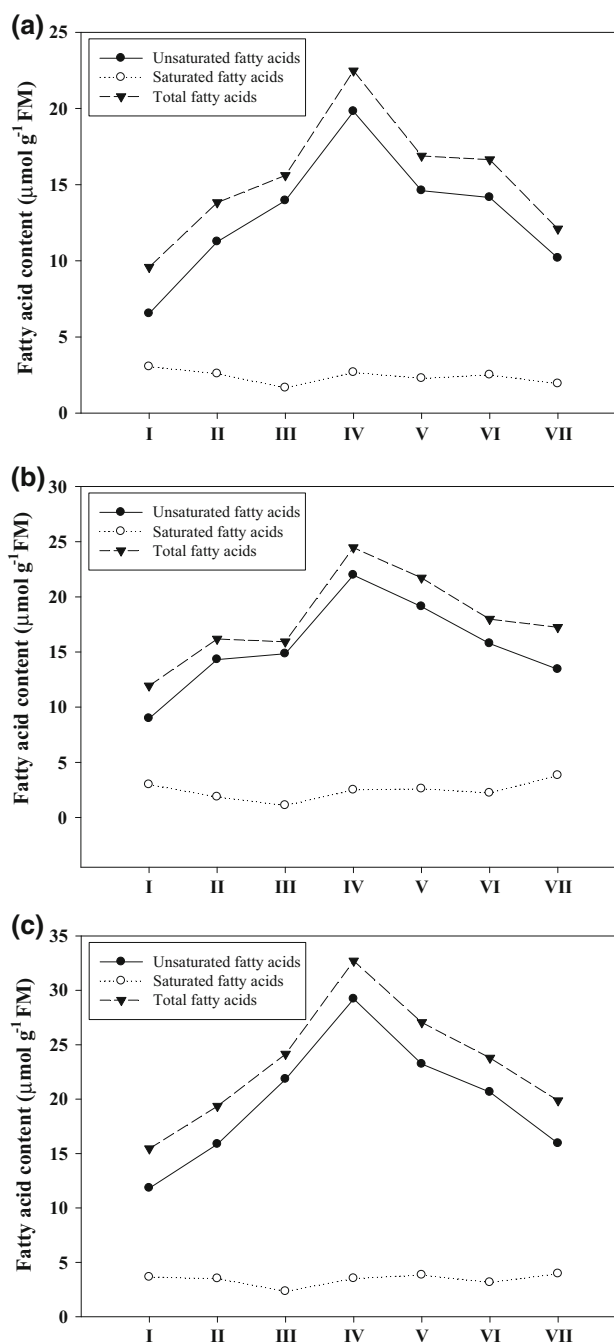 (a)
25
20
15
10
5
0
Fatty acid content (µmol g⁻¹ FM)
Unsaturated fatty acids
Saturated fatty acids
Total fatty acids
I II III IV V VI VII
(b)
30
25
20
15
10
5
0
Fatty acid content (µmol g⁻¹ FM)
Unsaturated fatty acids
Saturated fatty acids
Total fatty acids
I II III IV V VI VII
(c)
35
30
25
20
15
10
5
0
Fatty acid content (µmol g⁻¹ FM)
Unsaturated fatty acids
Saturated fatty acids
Total fatty acids
I II III IV V VI VII